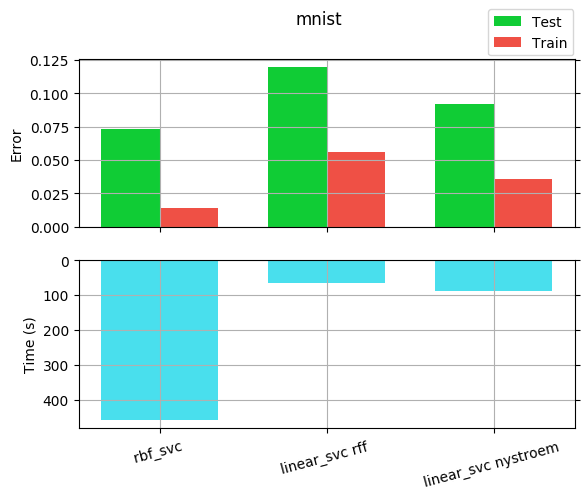 mnist
Test
Train
0.125
0.100
0.075
0.050
0.025
0.000
Error
0
100
200
300
400
Time (s)
rbf_svc
linear_svc rff
linear_svc nystroem